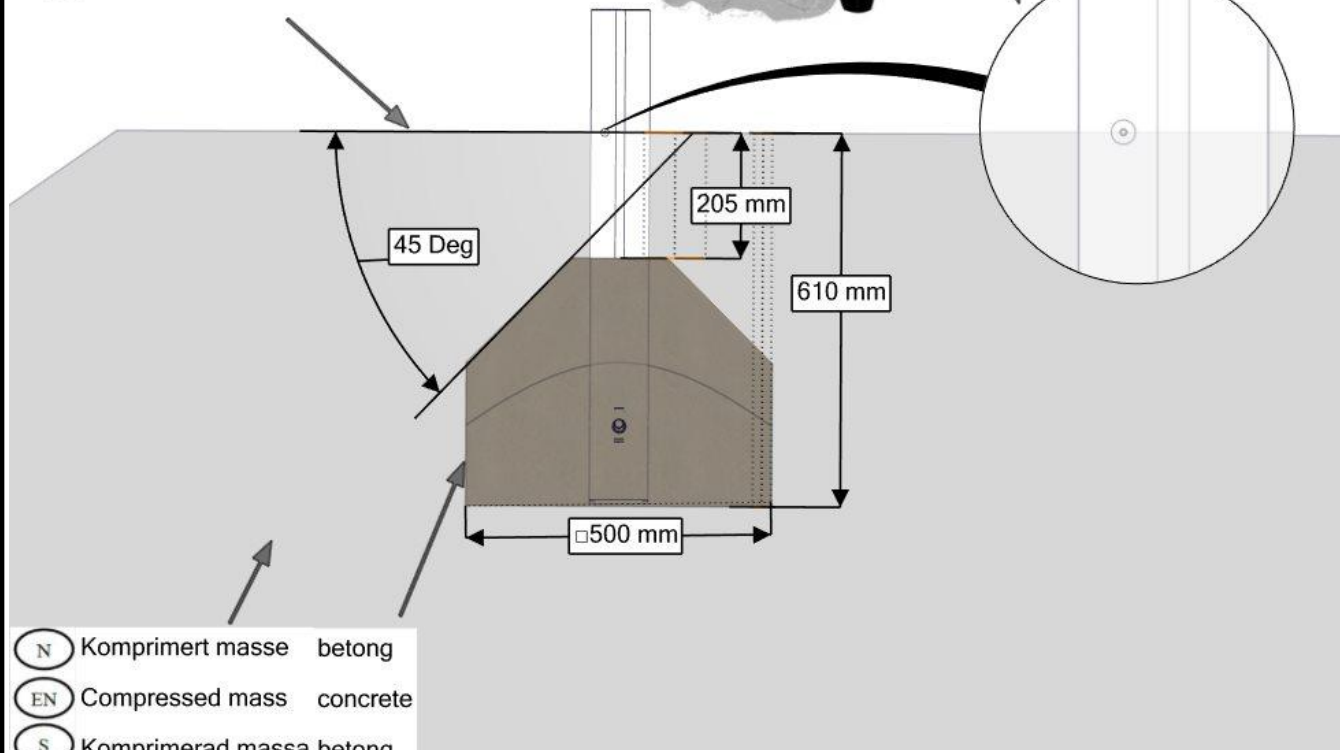 205 mm
45 Deg
610 mm
□500 mm
N Komprimert masse betong
EN Compressed mass concrete
S Komprimerad massa betong